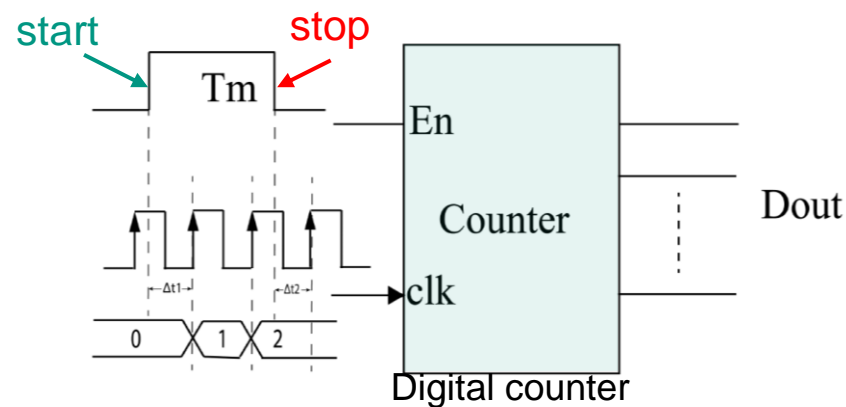 start
stop
Tm
En
Counter
Dout
Δt1
Δt2
clk
0
1
2
Digital counter